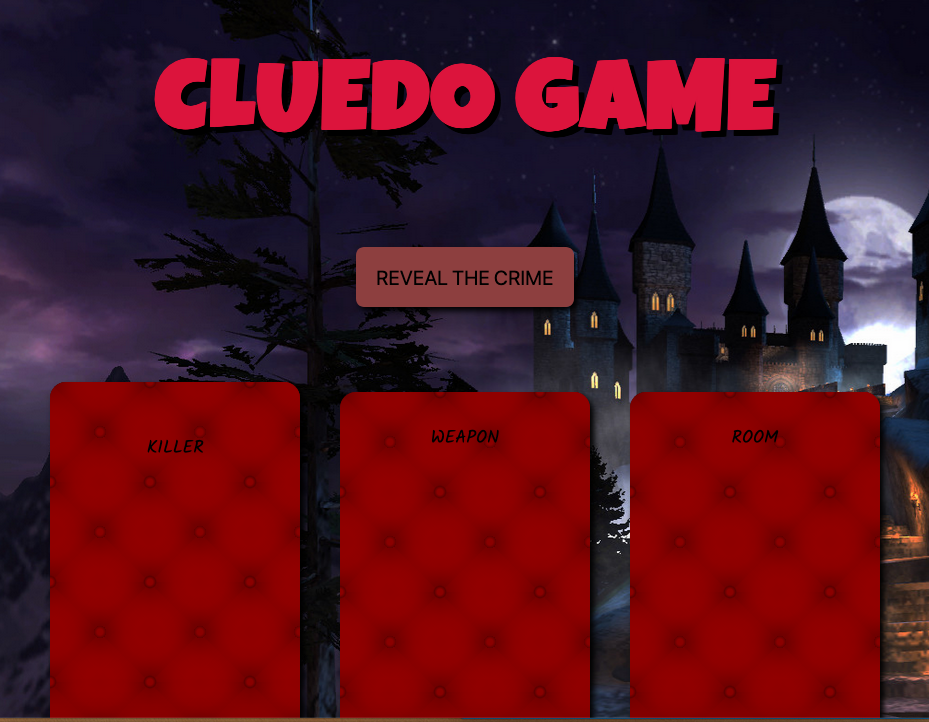 CLUEDO GAME
REVEAL THE CRIME
KILLER
WEAPON
ROOM